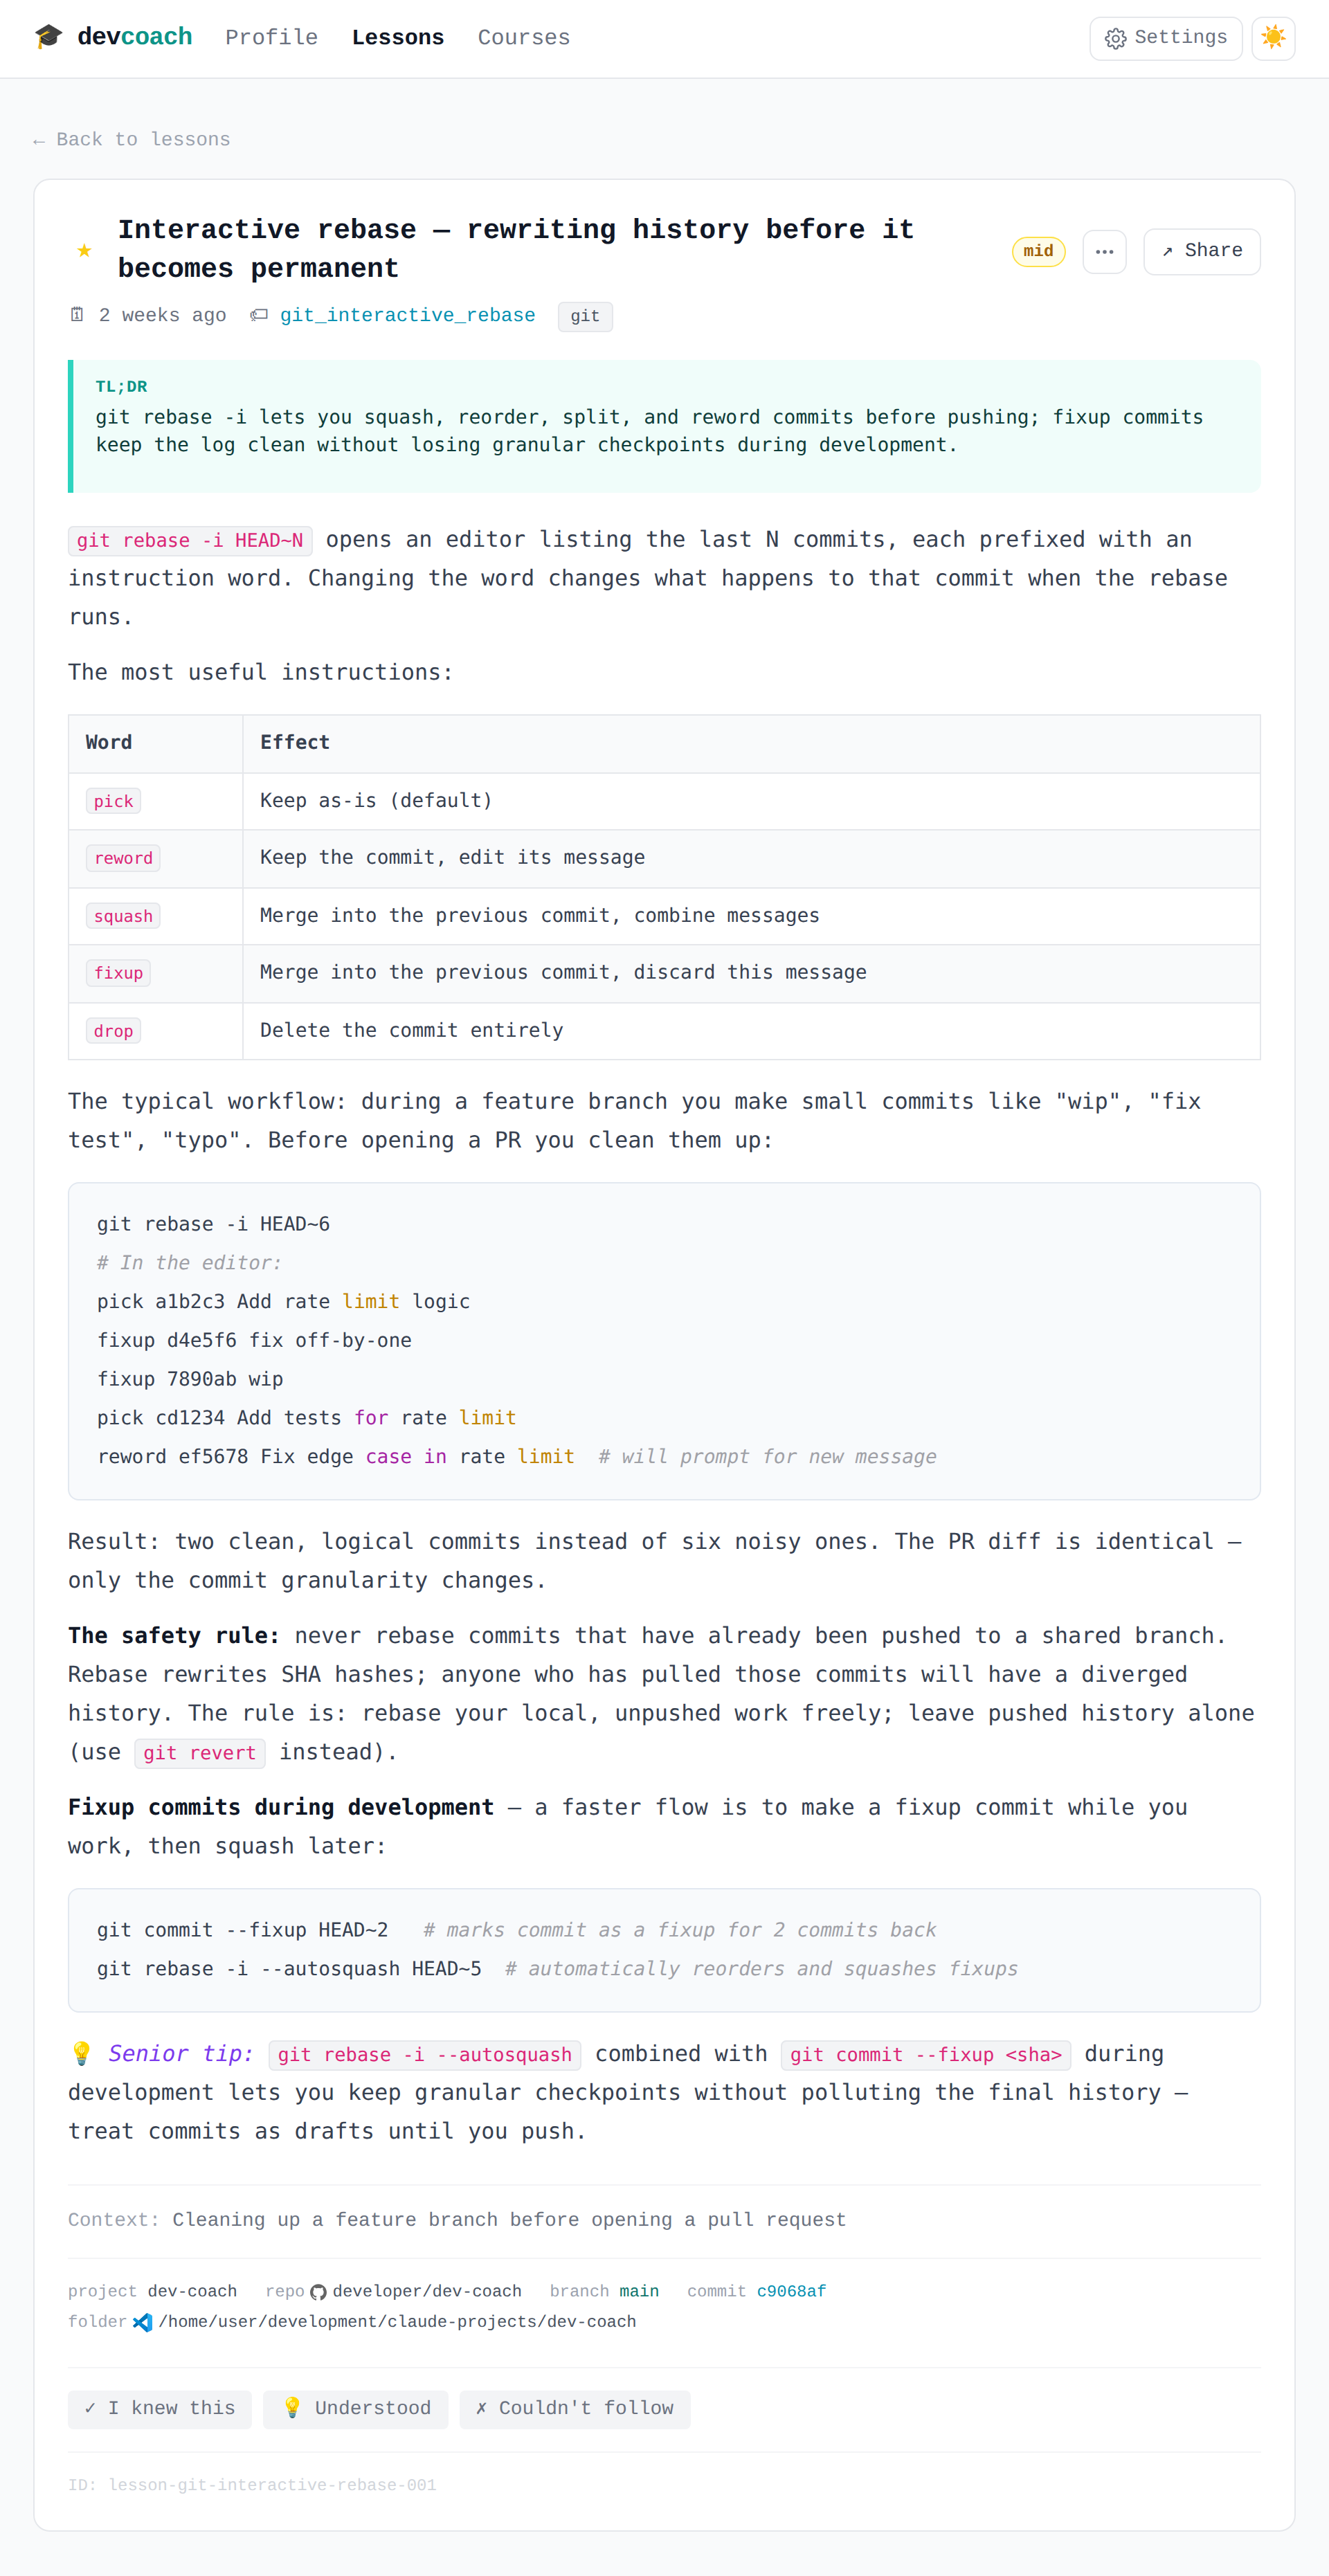 devcoach Profile Lessons Courses Settings
← Back to lessons
★ Interactive rebase — rewriting history before it
becomes permanent
mid ••• ↗ Share
2 weeks ago git_interactive_rebase git
TL;DR
git rebase -i lets you squash, reorder, split, and reword commits before pushing; fixup commits
keep the log clean without losing granular checkpoints during development.
git rebase -i HEAD~N opens an editor listing the last N commits, each prefixed with an
instruction word. Changing the word changes what happens to that commit when the rebase
runs.
The most useful instructions:
Word Effect
pick Keep as-is (default)
reword Keep the commit, edit its message
squash Merge into the previous commit, combine messages
fixup Merge into the previous commit, discard this message
drop Delete the commit entirely
The typical workflow: during a feature branch you make small commits like "wip", "fix
test", "typo". Before opening a PR you clean them up:
git rebase -i HEAD~6
# In the editor:
pick a1b2c3 Add rate limit logic
fixup d4e5f6 fix off-by-one
fixup 7890ab wip
pick cd1234 Add tests for rate limit
reword ef5678 Fix edge case in rate limit  # will prompt for new message
Result: two clean, logical commits instead of six noisy ones. The PR diff is identical —
only the commit granularity changes.
The safety rule: never rebase commits that have already been pushed to a shared branch.
Rebase rewrites SHA hashes; anyone who has pulled those commits will have a diverged
history. The rule is: rebase your local, unpushed work freely; leave pushed history alone
(use git revert instead).
Fixup commits during development — a faster flow is to make a fixup commit while you
work, then squash later:
git commit --fixup HEAD~2   # marks commit as a fixup for 2 commits back
git rebase -i --autosquash HEAD~5  # automatically reorders and squashes fixups
💡 Senior tip: git rebase -i --autosquash combined with git commit --fixup <sha> during
development lets you keep granular checkpoints without polluting the final history —
treat commits as drafts until you push.
Context: Cleaning up a feature branch before opening a pull request
project dev-coach repo developer/dev-coach branch main commit c9068af
folder /home/user/development/claude-projects/dev-coach
✓ I knew this 💡 Understood ✗ Couldn't follow
ID: lesson-git-interactive-rebase-001